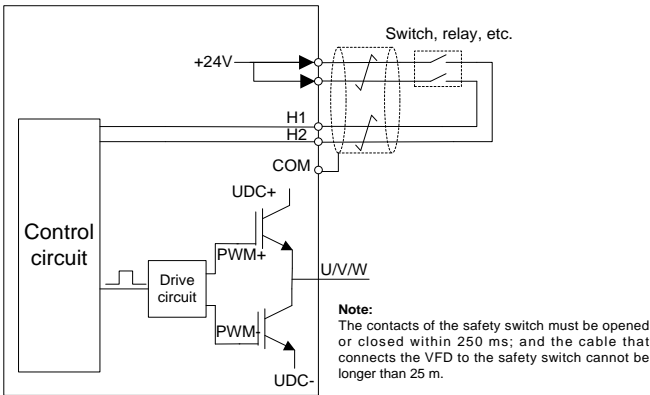 Switch, relay, etc.
+24V
H1
H2
COM
UDC+
Control
circuit
PWM+
Drive
circuit
U/V/W
PWM-
UDC-
Note:
The contacts of the safety switch must be opened
or closed within 250 ms; and the cable that
connects the VFD to the safety switch cannot be
longer than 25 m.